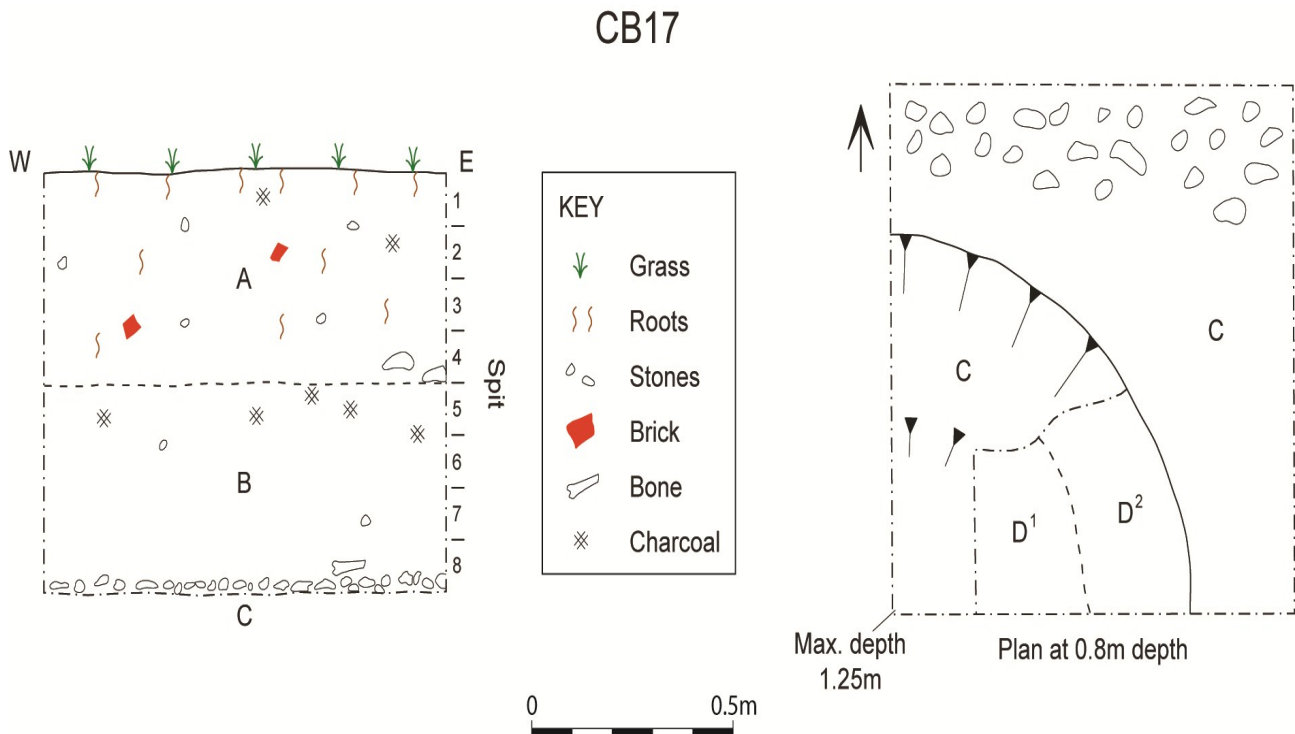 CB17
W
E
1
2
3
4
5
6
7
8
Spit
A
B
C
KEY
Grass
Roots
Stones
Brick
Bone
Charcoal
C
C
D¹
D²
Max. depth
1.25m
Plan at 0.8m depth
0
0.5m